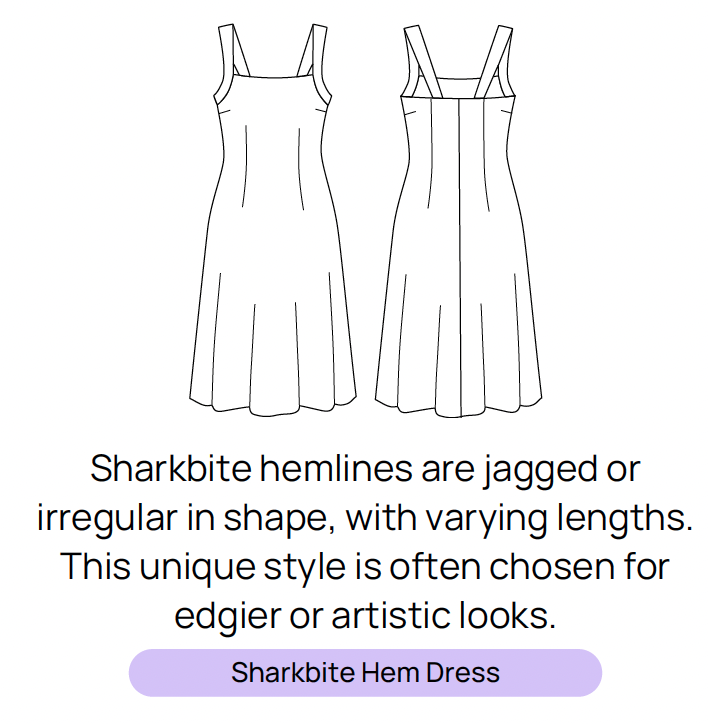 Sharkbite hemlines are jagged or
irregular in shape, with varying lengths.
This unique style is often chosen for
edgier or artistic looks.
Sharkbite Hem Dress